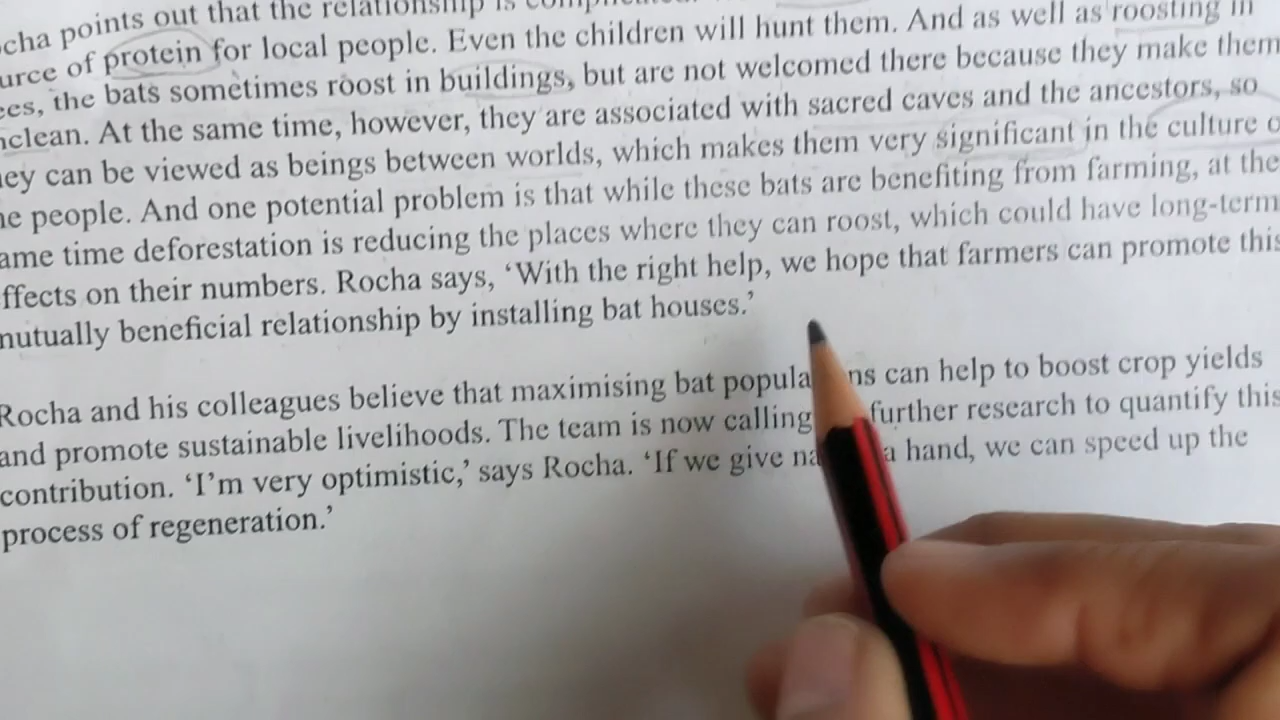 cha points out that the relationship is
urce of protein for local people. Even the children will hunt them. And as well as roosting in
ees, the bats sometimes roost in buildings, but are not welcomed there because they make them
nclean. At the same time, however, they are associated with sacred caves and the ancestors, so
ey can be viewed as beings between worlds, which makes them very significant in the culture o
e people. And one potential problem is that while these bats are benefiting from farming, at the
ame time deforestation is reducing the places where they can roost, which could have long-term
ffects on their numbers. Rocha says, ‘With the right help, we hope that farmers can promote this
mutually beneficial relationship by installing bat houses.’
Rocha and his colleagues believe that maximising bat popula ns can help to boost crop yields
and promote sustainable livelihoods. The team is now calling further research to quantify this
contribution. ‘I’m very optimistic,’ says Rocha. ‘If we give na a hand, we can speed up the
process of regeneration.’